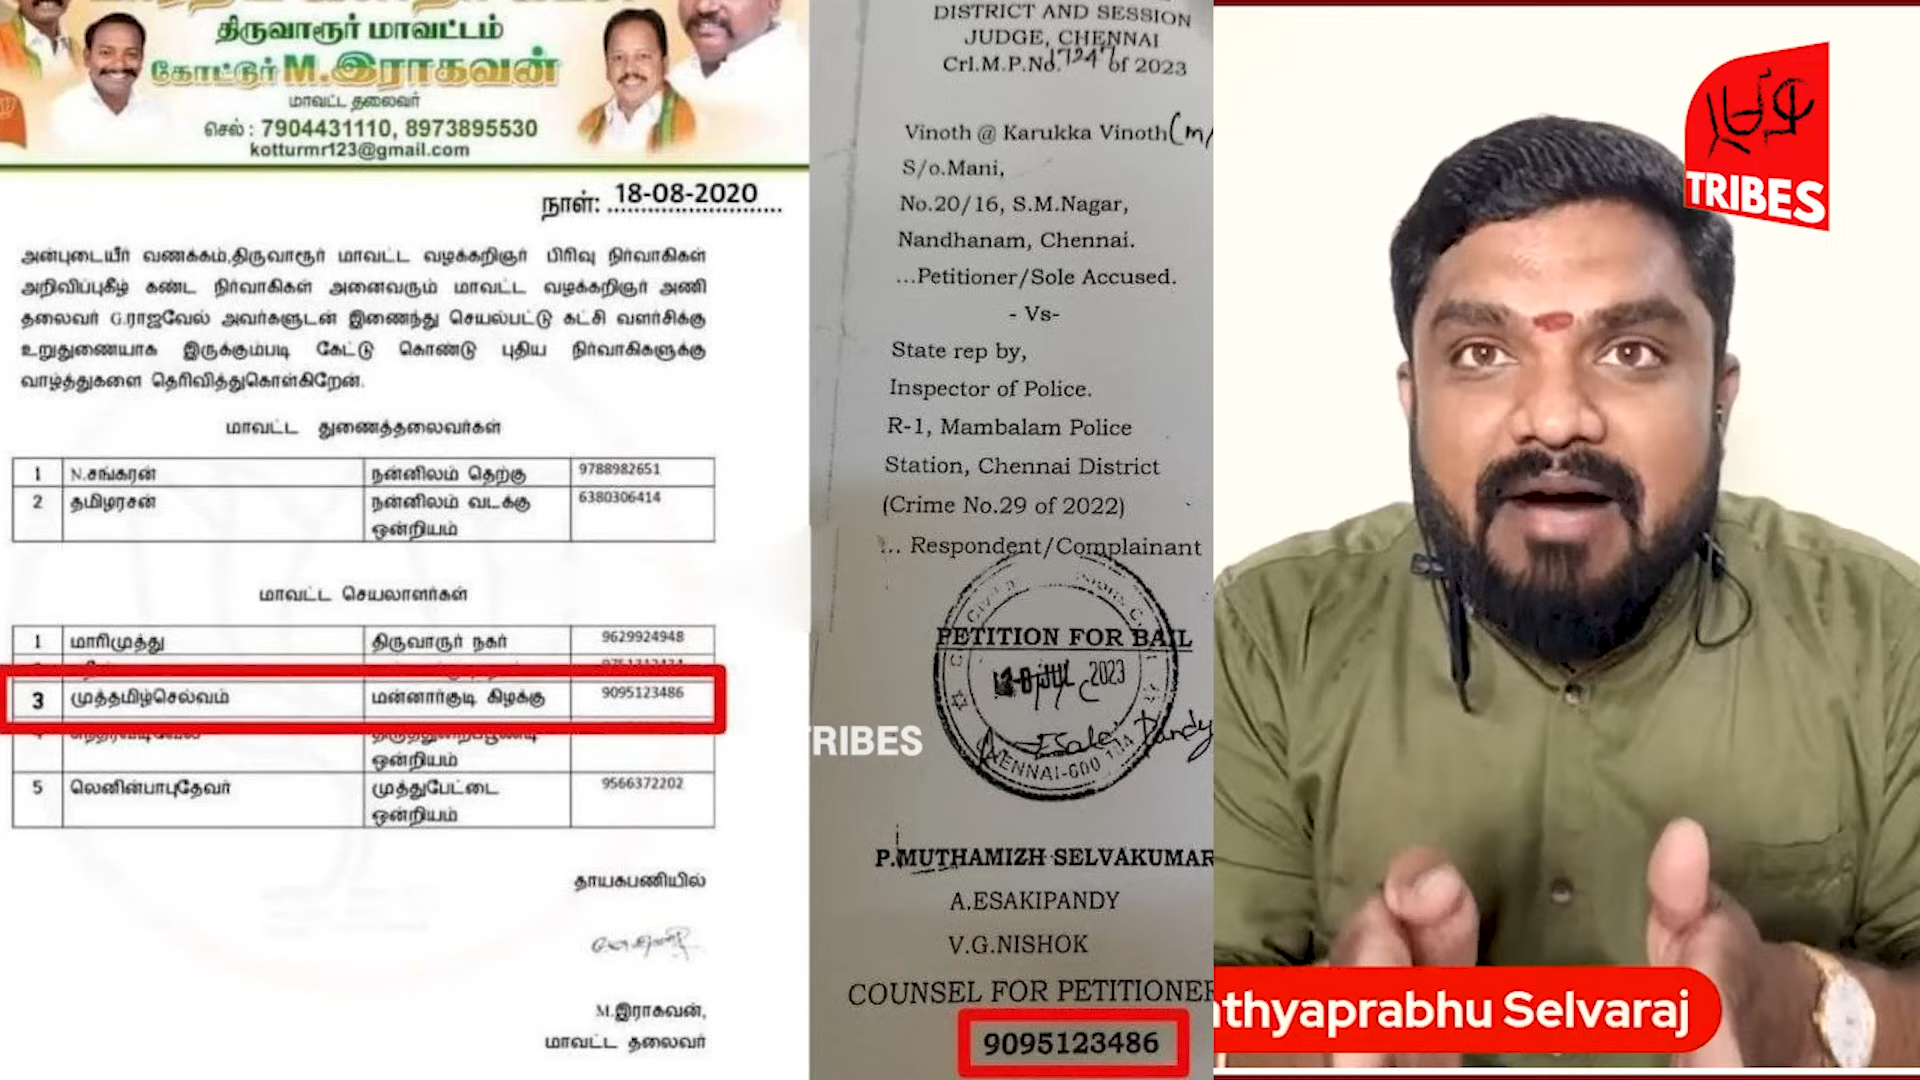 திருவாரூர் மாவட்டம்
கோட்டூர் M.இராகவன்
மாவட்ட தலைவர்
செல் : 7904431110, 8973895530
kotturmr123@gmail.com
நாள்: 18-08-2020
அன்புடையீர் வணக்கம்,திருவாரூர் மாவட்ட வழக்கறிஞர் பிரிவு நிர்வாகிகள்
அறிவிப்புகீழ் கண்ட நிர்வாகிகள் அனைவரும் மாவட்ட வழக்கறிஞர் அணி
தலைவர் G.ராஜவேல் அவர்களுடன் இணைந்து செயல்பட்டு கட்சி வளர்சிக்கு
உறுதுணையாக இருக்கும்படி கேட்டு கொண்டு புதிய நிர்வாகிகளுக்கு
வாழ்த்துகளை தெரிவித்துகொள்கிறேன்.
மாவட்ட துணைத்தலைவர்கள்
1 N.சங்கரன் நன்னிலம் தெற்கு 9788982651
2 தமிழரசன் நன்னிலம் வடக்கு 6380306414
ஒன்றியம்
மாவட்ட செயலாளர்கள்
1 மாரிமுத்து திருவாருர் நகர் 9629924948
3 முத்தமிழ்செல்வம் மன்னார்குடி கிழக்கு 9095123486
ஒன்றியம்
5 லெனின்பாபுதேவர் முத்துபேட்டை 9566372202
ஒன்றியம்
தாயகபணியில்
M.இராகவன்,
மாவட்ட தலைவர்
DISTRICT AND SESSION
JUDGE, CHENNAI
Crl.M.P.No. of 2023
Vinoth @ Karukka Vinoth
S/o.Mani,
No.20/16, S.M.Nagar,
Nandhanam, Chennai.
...Petitioner/Sole Accused.
- Vs-
State rep by,
Inspector of Police.
R-1, Mambalam Police
Station, Chennai District
(Crime No.29 of 2022)
... Respondent/Complainant
PETITION FOR BAIL
JUL 2023
Esaki Pandy
CHENNAI-600 104
P.MUTHAMIZH SELVAKUMAR
A.ESAKIPANDY
V.G.NISHOK
COUNSEL FOR PETITIONER
9095123486
TRIBES
TRIBES
thyaprabhu Selvaraj